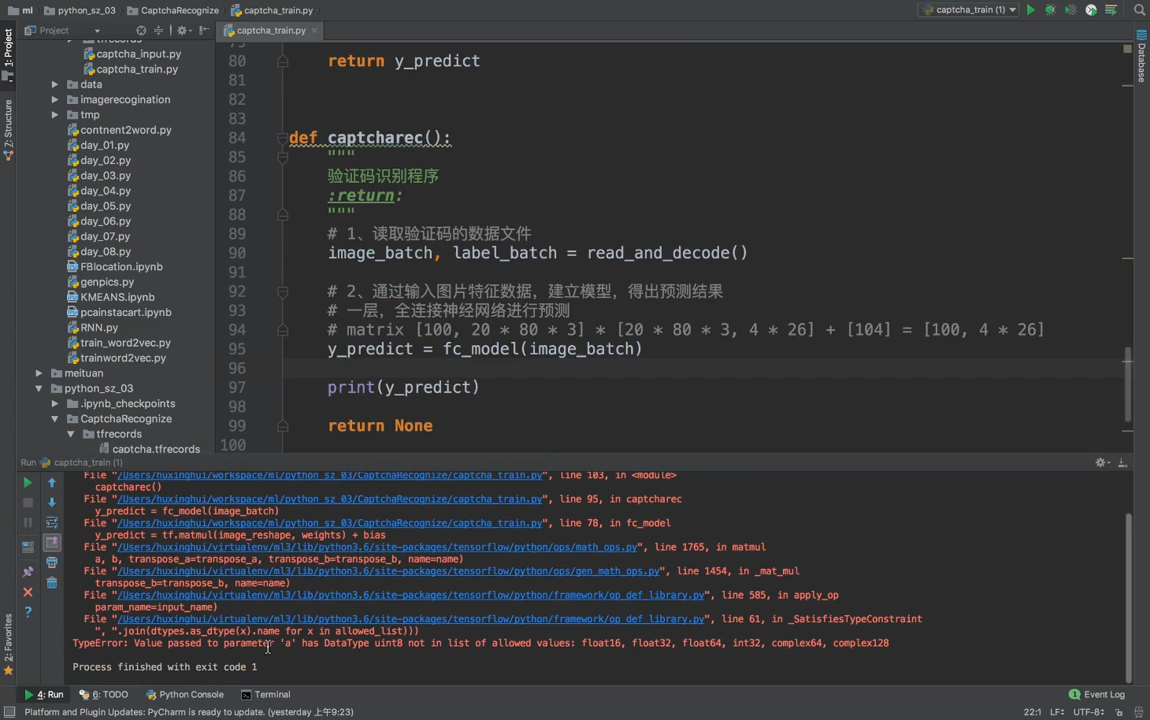 ml python_sz_03 CaptchaRecognize captcha_train.py
captcha_train (1)
Project
captcha_train.py
1: Project
Z: Structure
2: Favorites
Database
tfrecords
captcha_input.py
captcha_train.py
data
imagerecogination
tmp
contnent2word.py
day_01.py
day_02.py
day_03.py
day_04.py
day_05.py
day_06.py
day_07.py
day_08.py
FBlocation.ipynb
genpics.py
KMEANS.ipynb
pcainstacart.ipynb
RNN.py
train_word2vec.py
trainword2vec.py
meituan
python_sz_03
.ipynb_checkpoints
CaptchaRecognize
tfrecords
captcha.tfrecords
79
80 return y_predict
81
82
83
84 def captcharec():
85 """
86 验证码识别程序
87 :return:
88 """
89 # 1、读取验证码的数据文件
90 image_batch, label_batch = read_and_decode()
91
92 # 2、通过输入图片特征数据，建立模型，得出预测结果
93 # 一层，全连接神经网络进行预测
94 # matrix [100, 20 * 80 * 3] * [20 * 80 * 3, 4 * 26] + [104] = [100, 4 * 26]
95 y_predict = fc_model(image_batch)
96
97 print(y_predict)
98
99 return None
100
Run captcha_train (1)
File "/Users/huxinghui/workspace/ml/python_sz_03/CaptchaRecognize/captcha_train.py", line 103, in <module>
captcharec()
File "/Users/huxinghui/workspace/ml/python_sz_03/CaptchaRecognize/captcha_train.py", line 95, in captcharec
y_predict = fc_model(image_batch)
File "/Users/huxinghui/workspace/ml/python_sz_03/CaptchaRecognize/captcha_train.py", line 78, in fc_model
y_predict = tf.matmul(image_reshape, weights) + bias
File "/Users/huxinghui/virtualenv/ml3/lib/python3.6/site-packages/tensorflow/python/ops/math_ops.py", line 1765, in matmul
a, b, transpose_a=transpose_a, transpose_b=transpose_b, name=name)
File "/Users/huxinghui/virtualenv/ml3/lib/python3.6/site-packages/tensorflow/python/ops/gen_math_ops.py", line 1454, in _mat_mul
transpose_b=transpose_b, name=name)
File "/Users/huxinghui/virtualenv/ml3/lib/python3.6/site-packages/tensorflow/python/framework/op_def_library.py", line 585, in apply_op
param_name=input_name)
File "/Users/huxinghui/virtualenv/ml3/lib/python3.6/site-packages/tensorflow/python/framework/op_def_library.py", line 61, in _SatisfiesTypeConstraint
", ".join(dtypes.as_dtype(x).name for x in allowed_list)))
TypeError: Value passed to parameter 'a' has DataType uint8 not in list of allowed values: float16, float32, float64, int32, complex64, complex128
Process finished with exit code 1
4: Run 6: TODO Python Console Terminal 1 Event Log
Platform and Plugin Updates: PyCharm is ready to update. (yesterday 上午9:23) 22:1 LF UTF-8